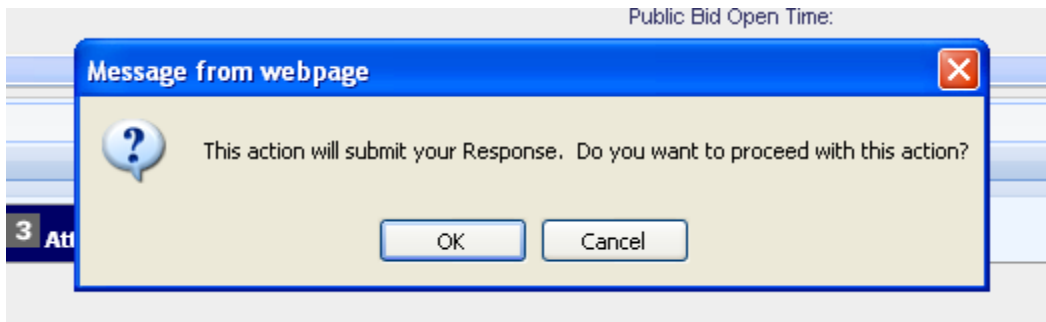 Public Bid Open Time:
Message from webpage
This action will submit your Response.  Do you want to proceed with this action?
OK
Cancel
3